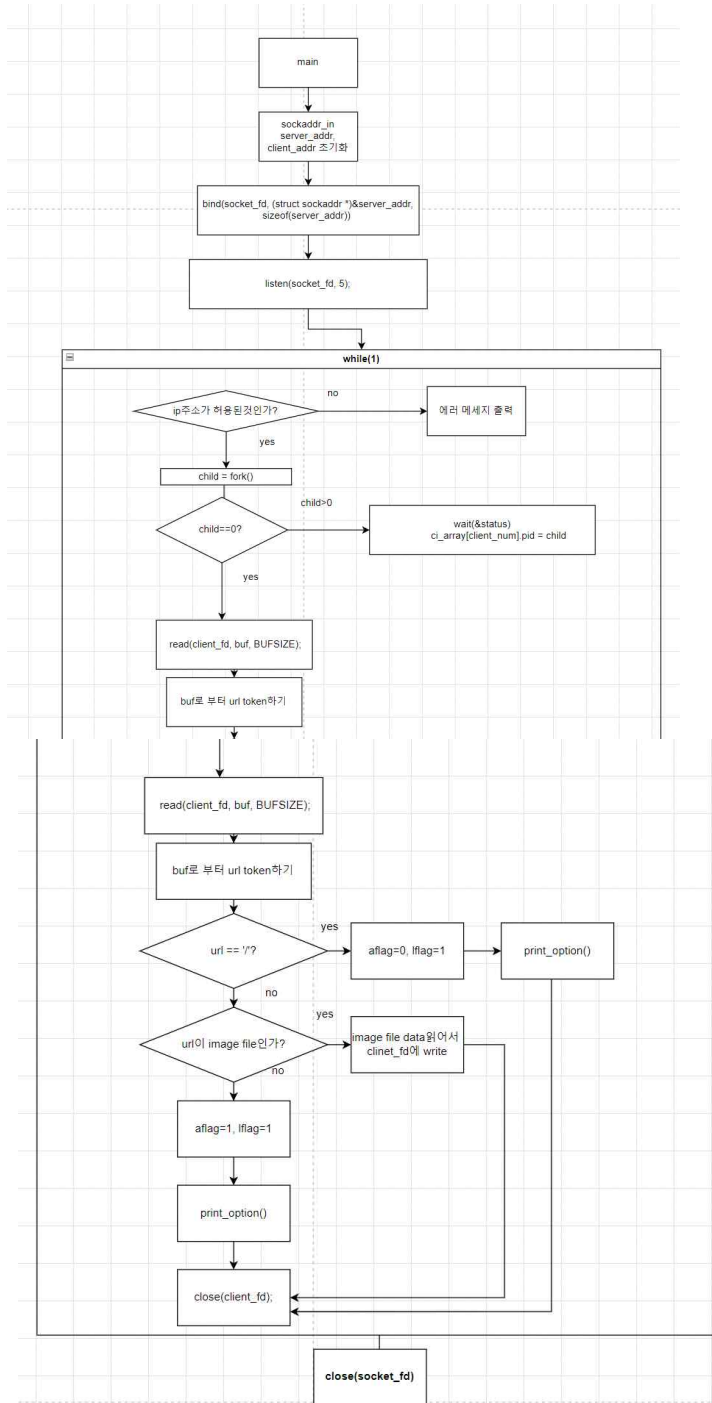 main
sockaddr_in
server_addr,
client_addr 초기화
bind(socket_fd, (struct sockaddr *)&server_addr,
sizeof(server_addr))
listen(socket_fd, 5);
while(1)
ip주소가 허용된것인가?
no
에러 메세지 출력
yes
child = fork()
child==0?
child>0
wait(&status)
ci_array[client_num].pid = child
yes
read(client_fd, buf, BUFSIZE);
buf로 부터 url token하기
read(client_fd, buf, BUFSIZE);
buf로 부터 url token하기
url == '/'?
yes
aflag=0, lflag=1
print_option()
no
url이 image file인가?
yes
image file data읽어서
clinet_fd에 write
no
aflag=1, lflag=1
print_option()
close(client_fd);
close(socket_fd)